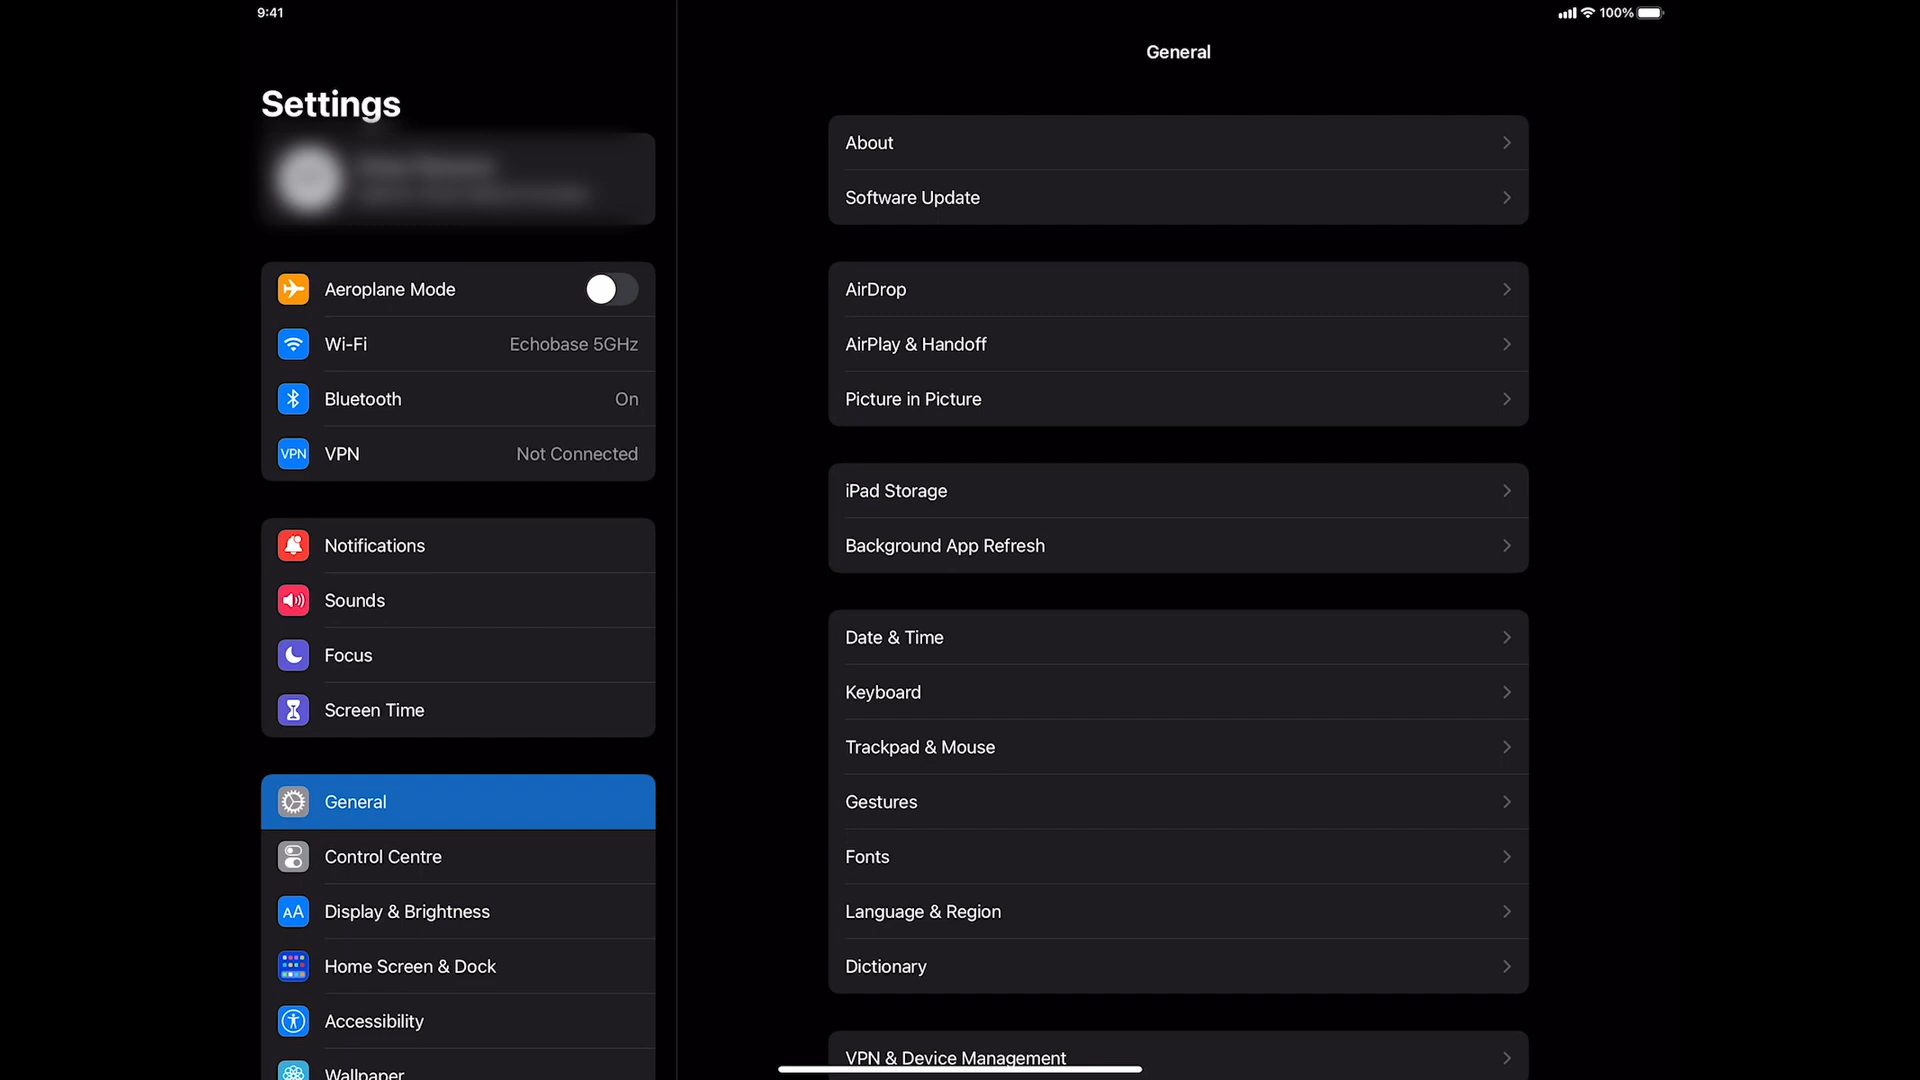 9:41
100%
Settings
Aeroplane Mode
Wi-Fi Echobase 5GHz
Bluetooth On
VPN VPN Not Connected
Notifications
Sounds
Focus
Screen Time
General
Control Centre
AA Display & Brightness
Home Screen & Dock
Accessibility
Wallpaper
General
About
Software Update
AirDrop
AirPlay & Handoff
Picture in Picture
iPad Storage
Background App Refresh
Date & Time
Keyboard
Trackpad & Mouse
Gestures
Fonts
Language & Region
Dictionary
VPN & Device Management